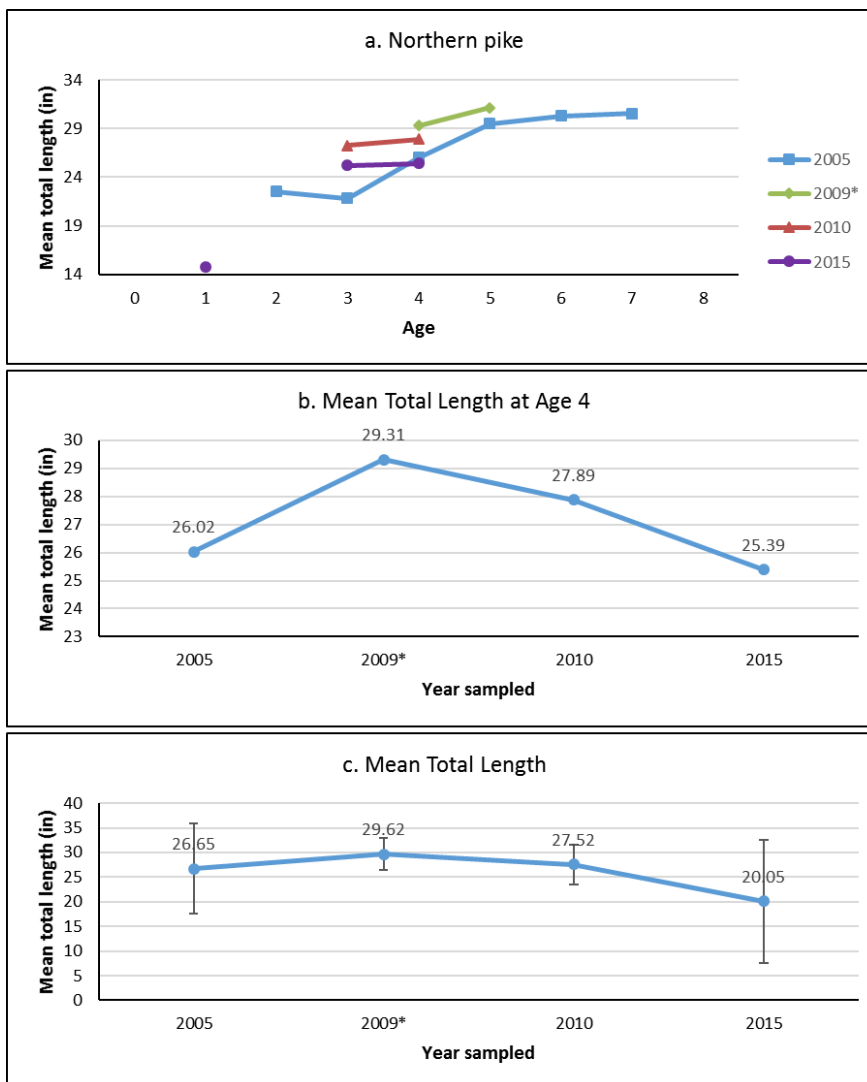 a. Northern pike
Mean total length (in)
34
29
24
19
14
0 1 2 3 4 5 6 7 8
Age
2005
2009*
2010
2015
b. Mean Total Length at Age 4
Mean total length (in)
30
29
28
27
26
25
24
23
26.02
29.31
27.89
25.39
2005 2009* 2010 2015
Year sampled
c. Mean Total Length
Mean total length (in)
40
35
30
25
20
15
10
5
0
26.65
29.62
27.52
20.05
2005 2009* 2010 2015
Year sampled